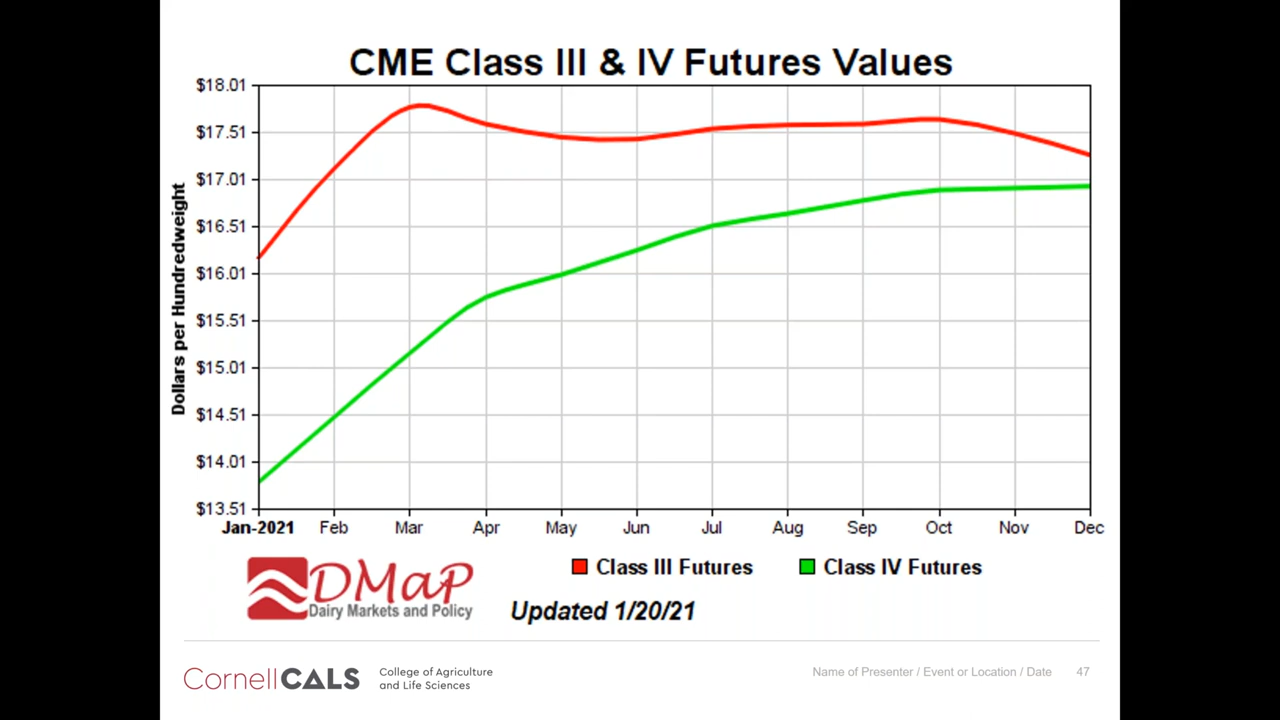 CME Class III & IV Futures Values
$18.01
$17.51
$17.01
$16.51
$16.01
$15.51
$15.01
$14.51
$14.01
$13.51
Dollars per Hundredweight
Jan-2021 Feb Mar Apr May Jun Jul Aug Sep Oct Nov Dec
Class III Futures Class IV Futures
DMaP
Dairy Markets and Policy
Updated 1/20/21
CornellCALS
College of Agriculture
and Life Sciences
Name of Presenter / Event or Location / Date 47